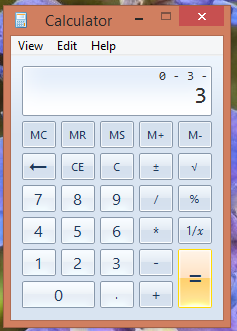 Calculator
View Edit Help
0 - 3 -
3
MC MR MS M+ M-
← CE C ± √
7 8 9 / %
4 5 6 * 1/x
1 2 3 - =
0 . +